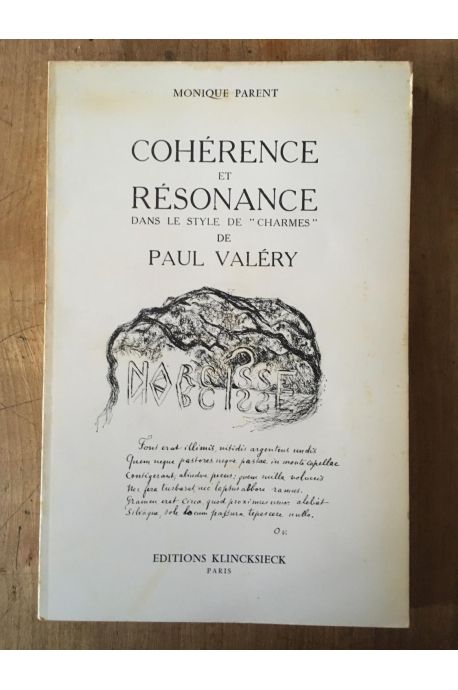 MONIQUE PARENT
COHÉRENCE
ET
RÉSONANCE
DANS LE STYLE DE "CHARMES"
DE
PAUL VALÉRY
NARCISSE
Fons erat illimis, nitidis argenteus undis
Quem neque pastores neque pastae in monte capellae
Contigerant, aliudve pecus; quem nulla volucris
Nec fera turbarat, nec lapsus ab arbore ramus.
Gramen erat circa quod proximus umor alebat
Silvaque, sole locum passura tepescere nullo.
Ov.
EDITIONS KLINCKSIECK
PARIS